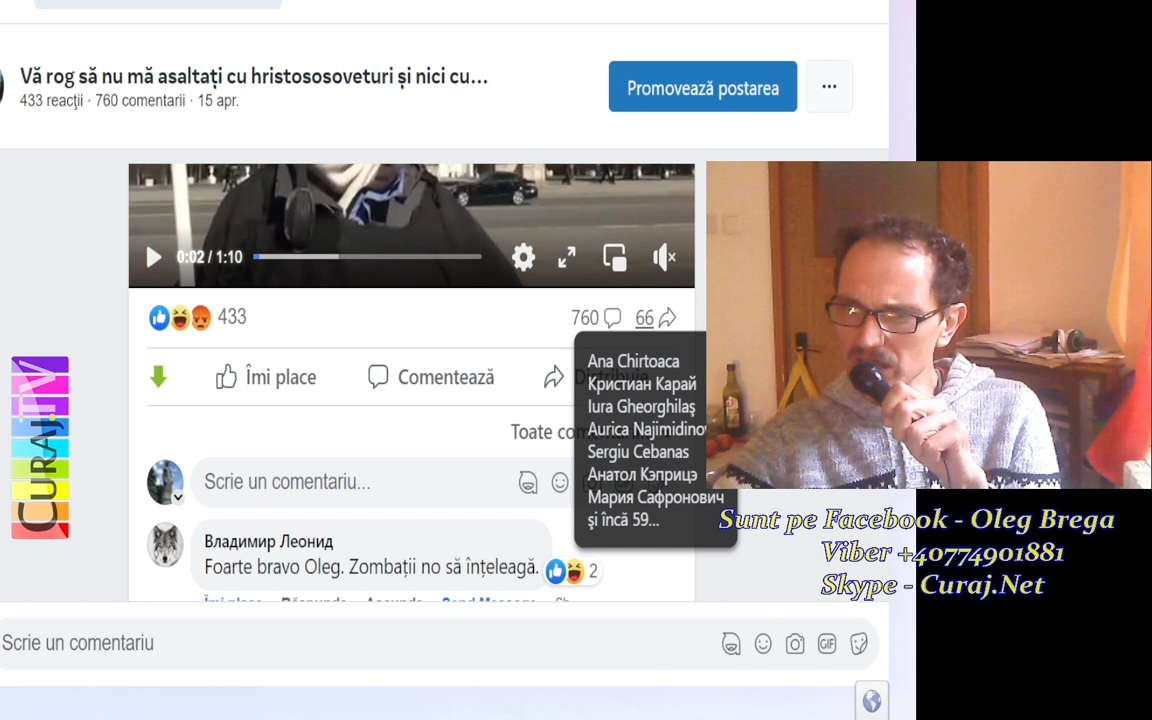 Vă rog să nu mă asaltați cu hristososoveturi și nici cu...
433 reacţii · 760 comentarii · 15 apr.
Promovează postarea
0:02 / 1:10
433
760
66
Îmi place
Comentează
Ana Chirtoaca
Кристиан Карай
Iura Gheorghilaş
Aurica Najimidinov
Sergiu Cebanas
Анатол Кэприцэ
Мария Сафронович
şi încă 59...
Toate
Scrie un comentariu...
Владимир Леонид
Foarte bravo Oleg. Zombații no să înțeleagă.
2
Scrie un comentariu
GIF
CURAJ.TV
Sunt pe Facebook - Oleg Brega
Viber +40774901881
Skype - Curaj.Net